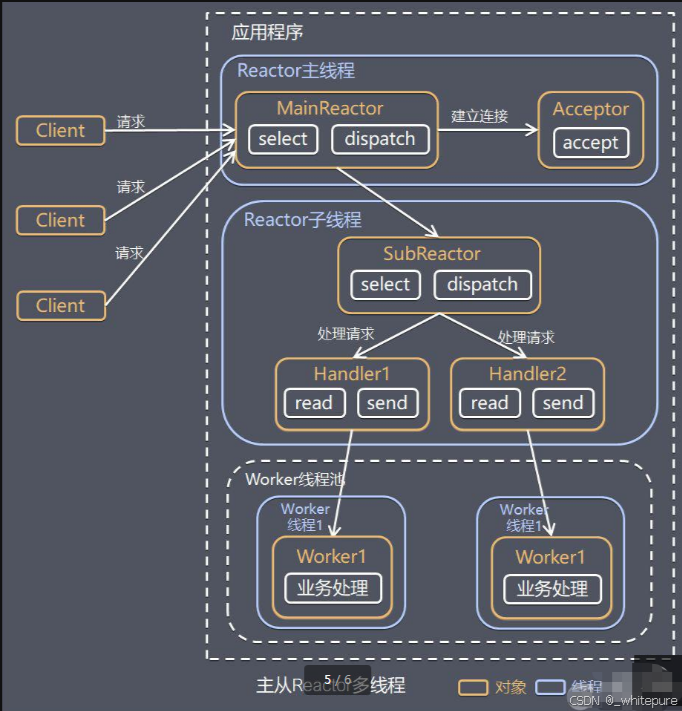 应用程序
Reactor主线程
MainReactor
select
dispatch
建立连接
Acceptor
accept
Client
请求
Client
请求
Client
请求
Reactor子线程
SubReactor
select
dispatch
处理请求
处理请求
Handler1
read
send
Handler2
read
send
Worker线程池
Worker
线程1
Worker1
业务处理
Worker
线程1
Worker1
业务处理
主从Reactor多线程
5 / 6
对象
线程
CSDN @_whitepure